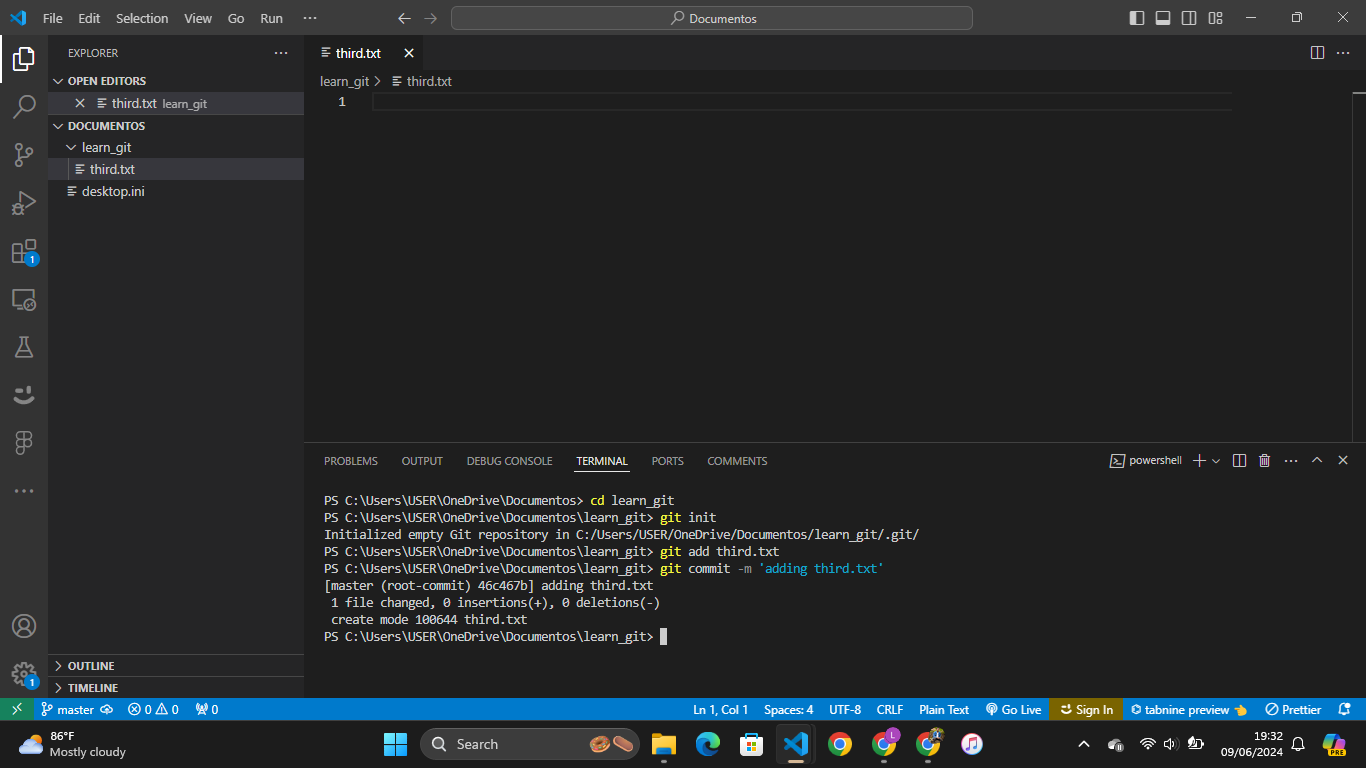 File Edit Selection View Go Run ···
Documentos
EXPLORER
OPEN EDITORS
third.txt learn_git
DOCUMENTOS
learn_git
third.txt
desktop.ini
OUTLINE
TIMELINE
third.txt
learn_git > third.txt
1
PROBLEMS OUTPUT DEBUG CONSOLE TERMINAL PORTS COMMENTS
powershell
PS C:\Users\USER\OneDrive\Documentos> cd learn_git
PS C:\Users\USER\OneDrive\Documentos\learn_git> git init
Initialized empty Git repository in C:/Users/USER/OneDrive/Documentos/learn_git/.git/
PS C:\Users\USER\OneDrive\Documentos\learn_git> git add third.txt
PS C:\Users\USER\OneDrive\Documentos\learn_git> git commit -m 'adding third.txt'
[master (root-commit) 46c467b] adding third.txt
1 file changed, 0 insertions(+), 0 deletions(-)
create mode 100644 third.txt
PS C:\Users\USER\OneDrive\Documentos\learn_git>
1
1
master 0 0 0 Ln 1, Col 1 Spaces: 4 UTF-8 CRLF Plain Text Go Live Sign In tabnine preview Prettier
86°F
Mostly cloudy
Search
L
19:32
09/06/2024
PRE